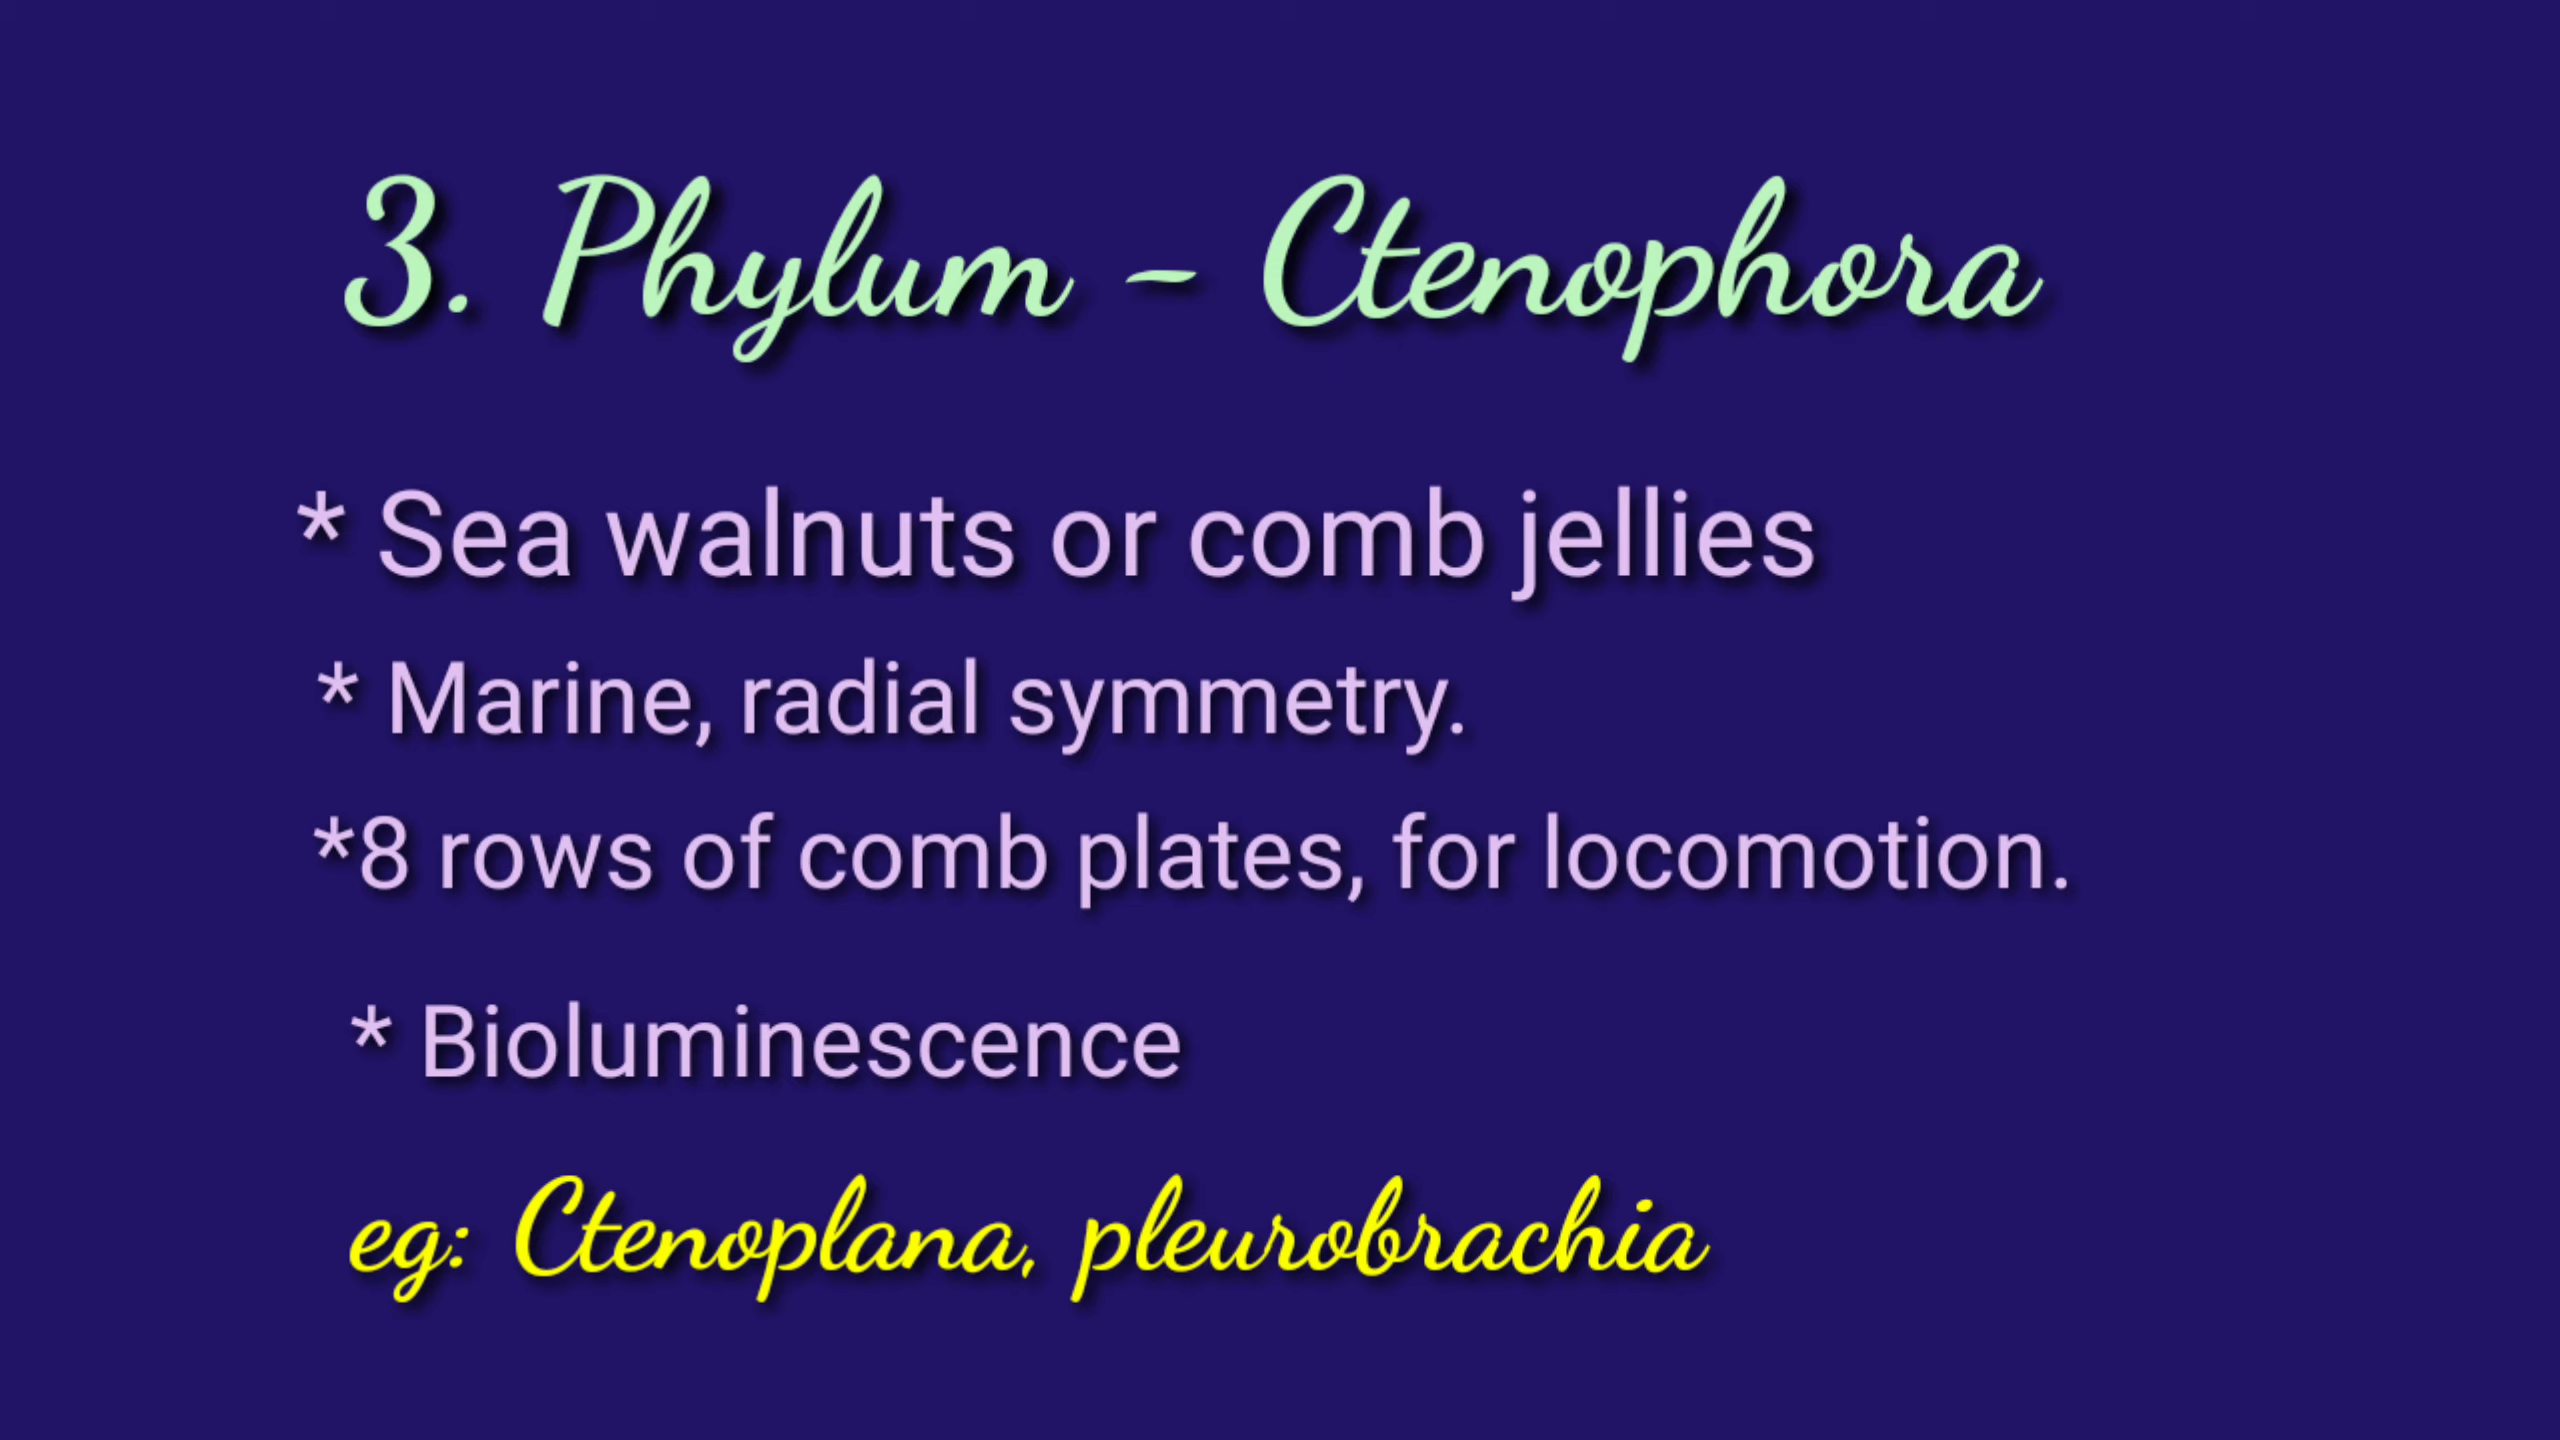 3. Phylum - Ctenophora
* Sea walnuts or comb jellies
* Marine, radial symmetry.
*8 rows of comb plates, for locomotion.
* Bioluminescence
eg: Ctenoplana, pleurobrachia